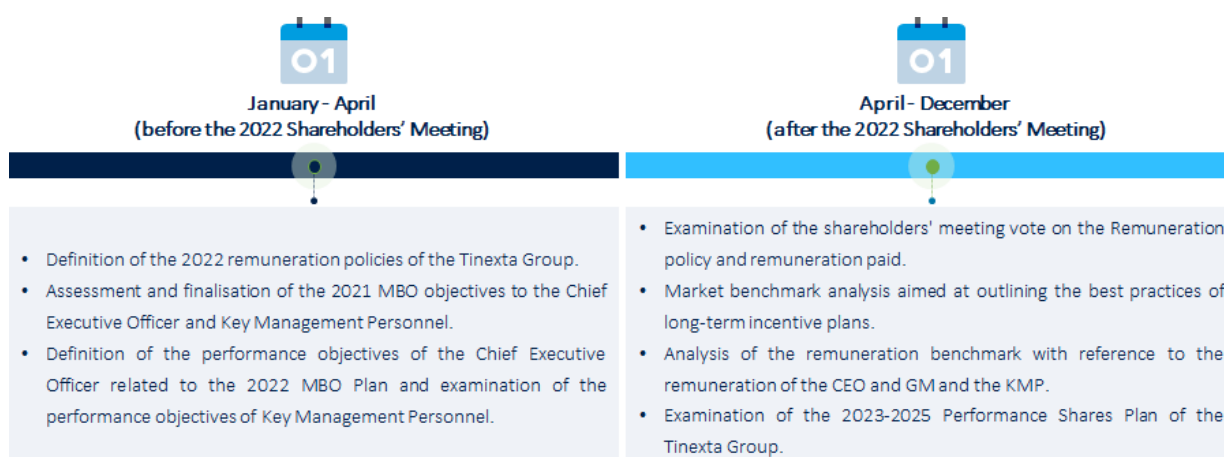 01
January - April
(before the 2022 Shareholders' Meeting)
• Definition of the 2022 remuneration policies of the Tinexta Group.
• Assessment and finalisation of the 2021 MBO objectives to the Chief
Executive Officer and Key Management Personnel.
• Definition of the performance objectives of the Chief Executive
Officer related to the 2022 MBO Plan and examination of the
performance objectives of Key Management Personnel.
01
April - December
(after the 2022 Shareholders' Meeting)
• Examination of the shareholders' meeting vote on the Remuneration
policy and remuneration paid.
• Market benchmark analysis aimed at outlining the best practices of
long-term incentive plans.
• Analysis of the remuneration benchmark with reference to the
remuneration of the CEO and GM and the KMP.
• Examination of the 2023-2025 Performance Shares Plan of the
Tinexta Group.